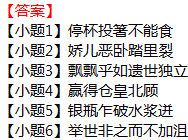 【答案】
【小题1】停杯投箸不能食
【小题2】娇儿恶卧踏里裂
【小题3】飘飘乎如遗世独立
【小题4】赢得仓皇北顾
【小题5】银瓶乍破水浆迸
【小题6】举世非之而不加沮